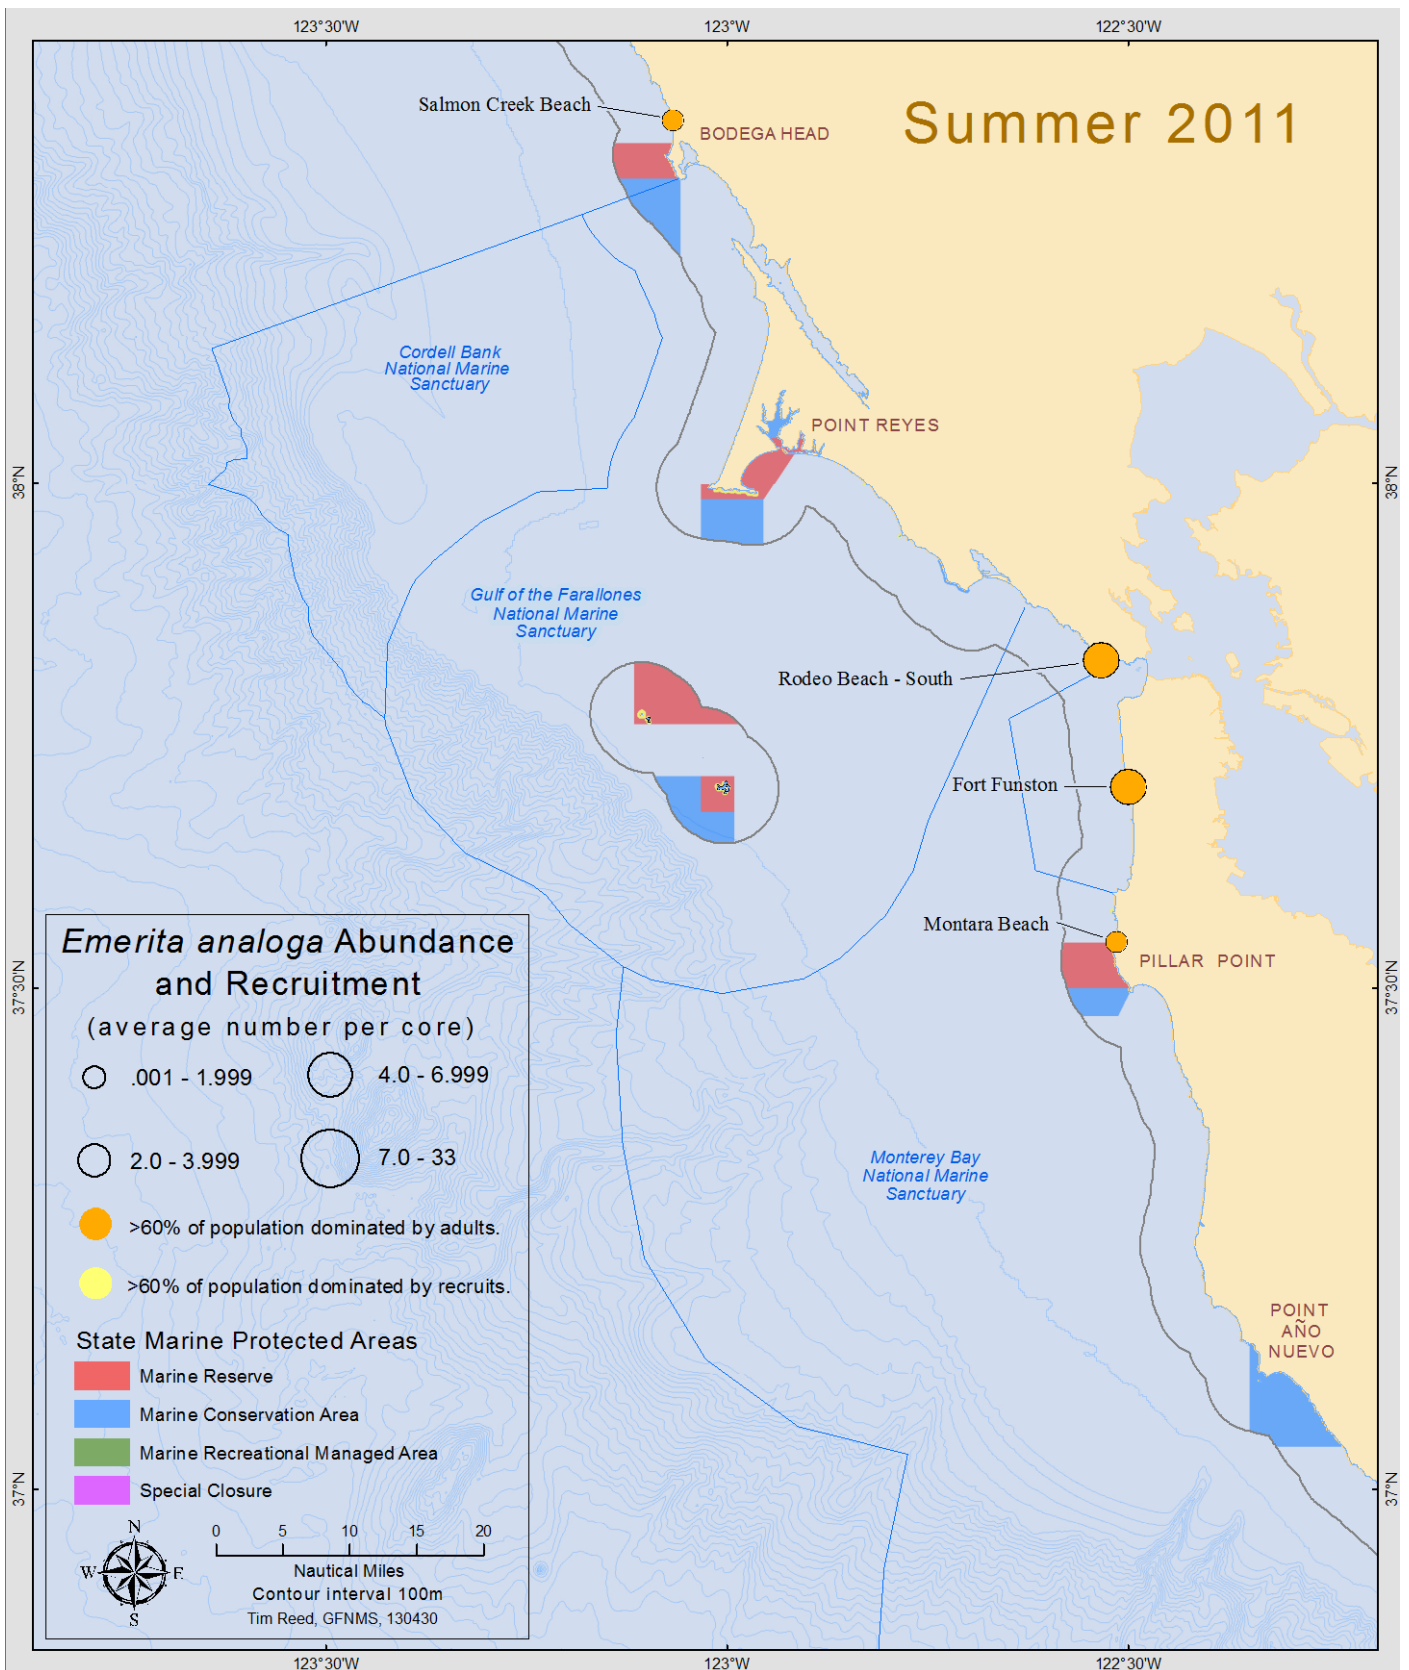 123°30'W
123°W
122°30'W
Salmon Creek Beach
BODEGA HEAD
Summer 2011
Cordell Bank
National Marine
Sanctuary
POINT REYES
38°N
38°N
Gulf of the Farallones
National Marine
Sanctuary
Rodeo Beach - South
Fort Funston
Montara Beach
PILLAR POINT
37°30'N
37°30'N
Emerita analoga Abundance
and Recruitment
(average number per core)
.001 - 1.999
4.0 - 6.999
2.0 - 3.999
7.0 - 33
>60% of population dominated by adults.
>60% of population dominated by recruits.
State Marine Protected Areas
Marine Reserve
Marine Conservation Area
Marine Recreational Managed Area
Special Closure
N
W
E
S
0 5 10 15 20
Nautical Miles
Contour interval 100m
Tim Reed, GFNMS, 130430
Monterey Bay
National Marine
Sanctuary
POINT
AÑO
NUEVO
37°N
37°N
123°30'W
123°W
122°30'W